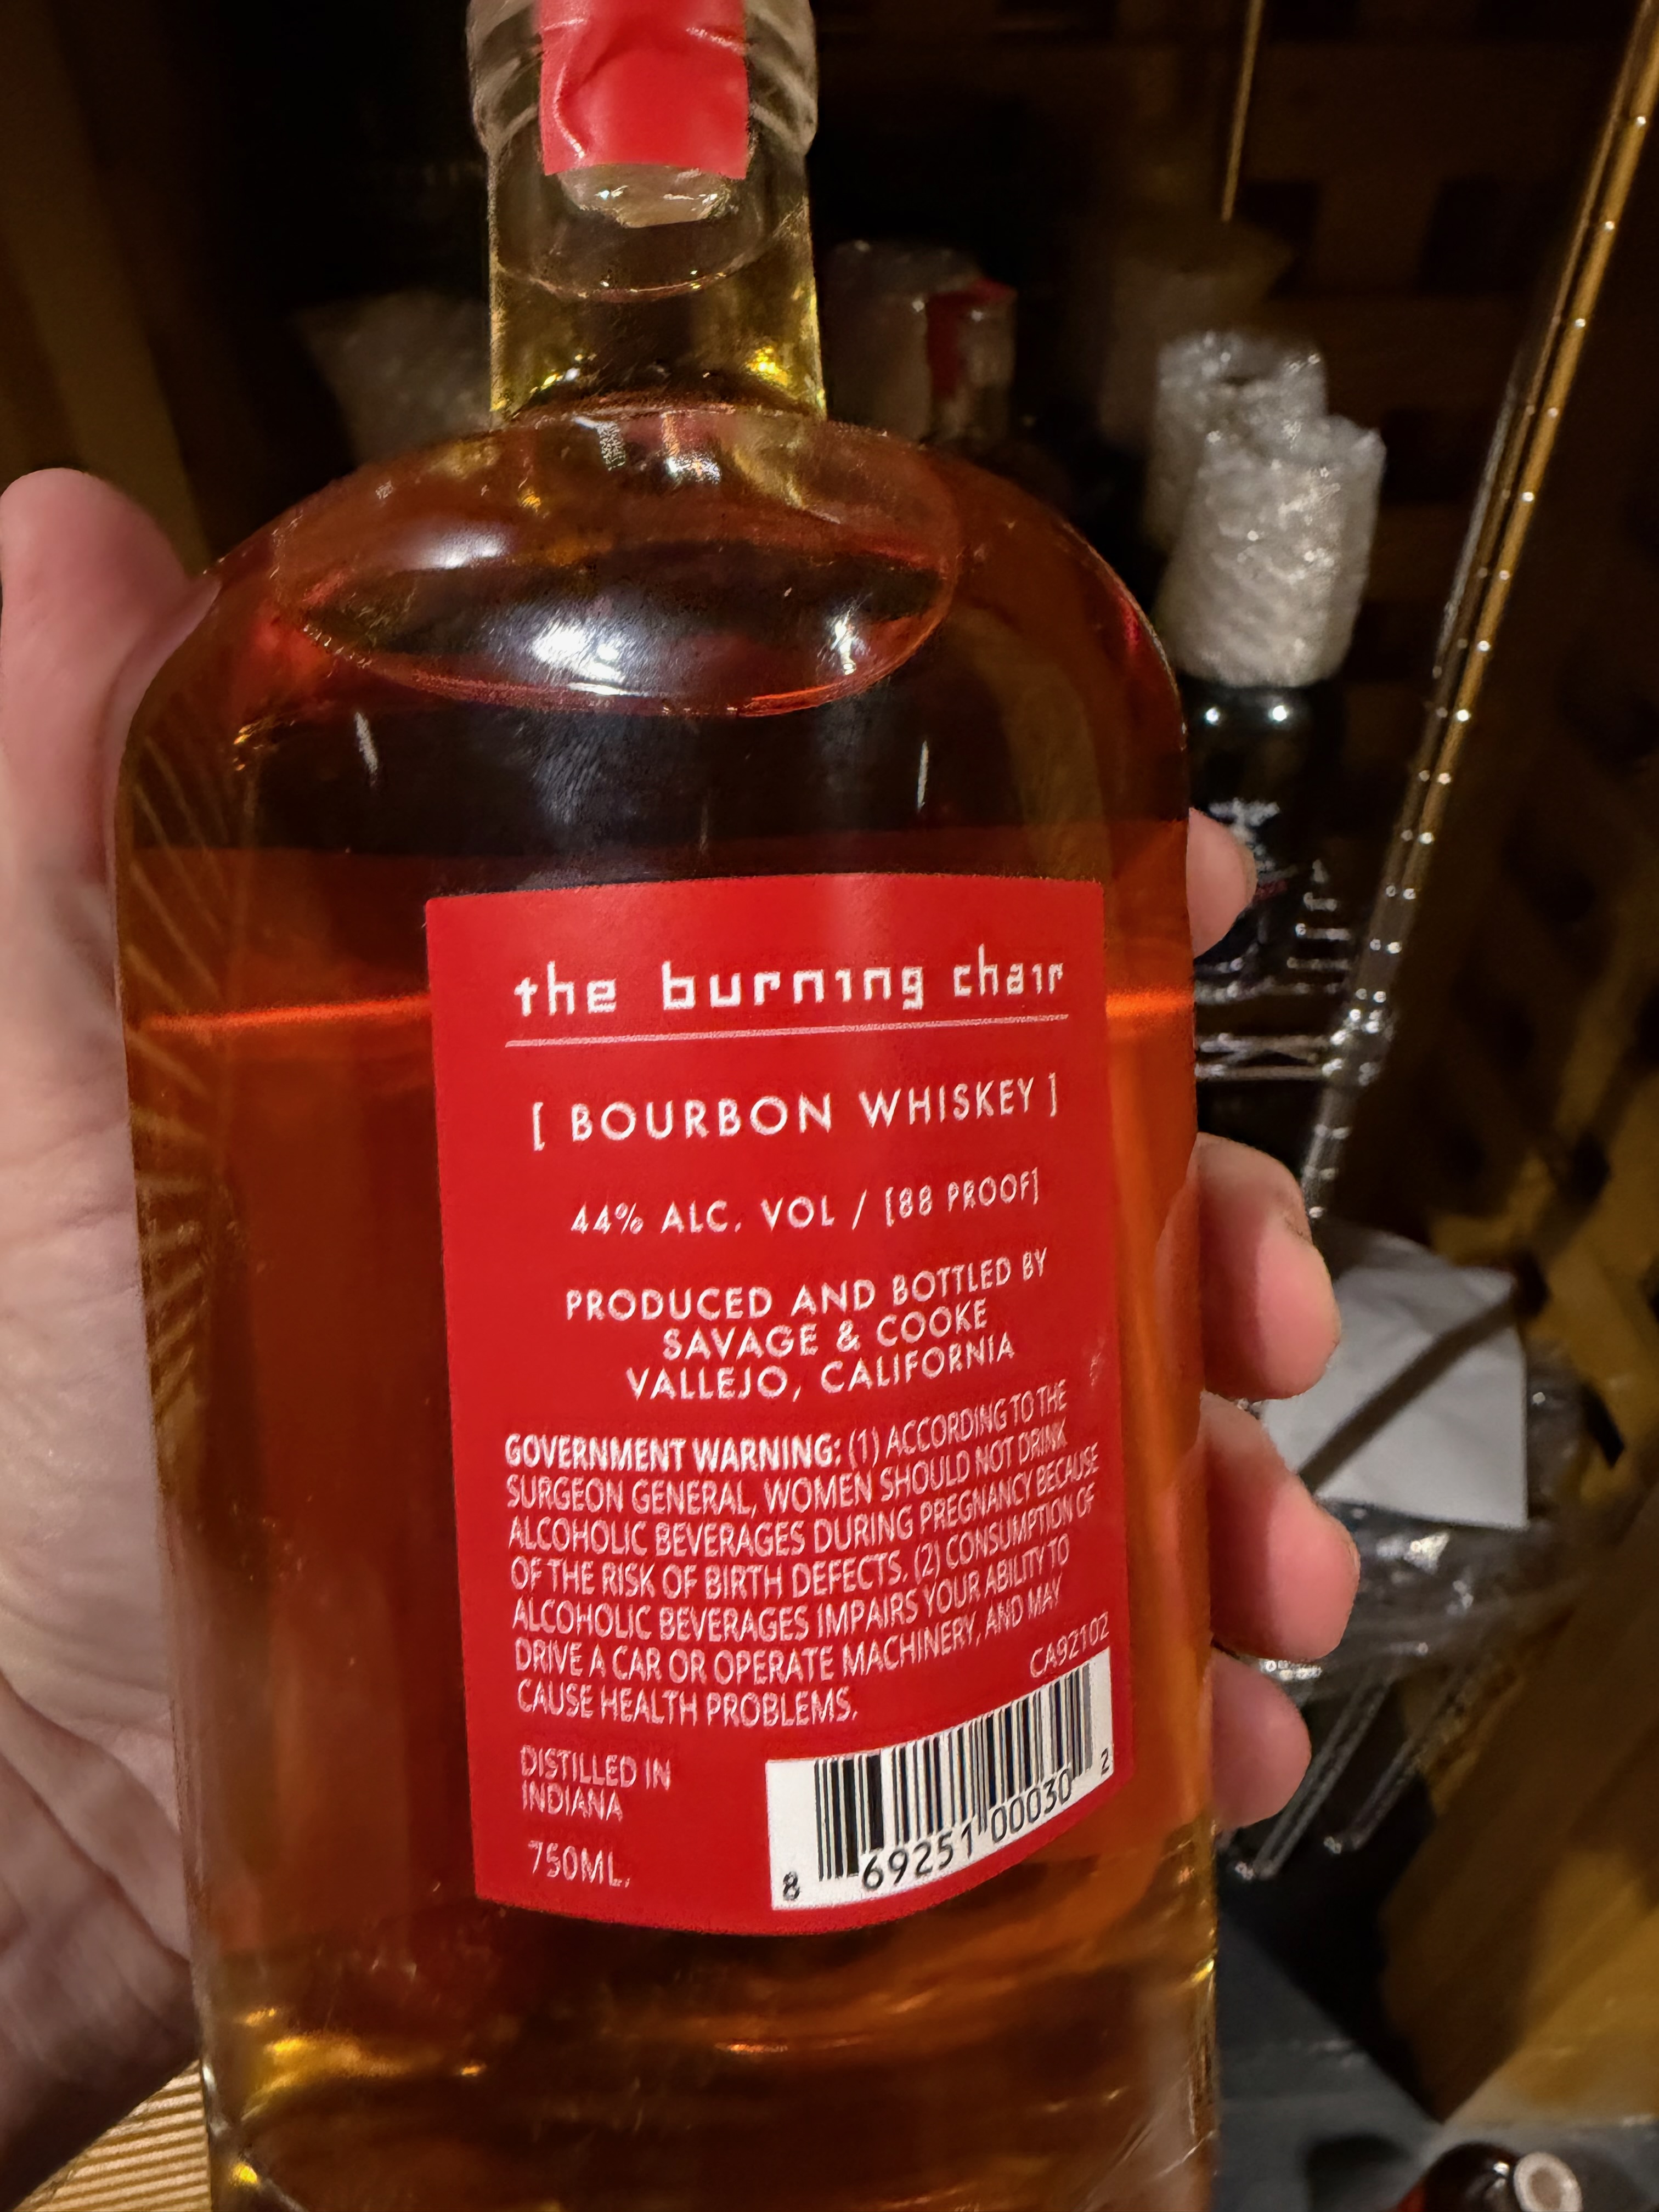 the burning chair
[ BOURBON WHISKEY ]
44% ALC. VOL / [88 PROOF]
PRODUCED AND BOTTLED BY
SAVAGE & COOKE
VALLEJO, CALIFORNIA
GOVERNMENT WARNING: (1) ACCORDING TO THE
SURGEON GENERAL, WOMEN SHOULD NOT DRINK
ALCOHOLIC BEVERAGES DURING PREGNANCY BECAUSE
OF THE RISK OF BIRTH DEFECTS. (2) CONSUMPTION OF
ALCOHOLIC BEVERAGES IMPAIRS YOUR ABILITY TO
DRIVE A CAR OR OPERATE MACHINERY, AND MAY
CAUSE HEALTH PROBLEMS.
CA92102
DISTILLED IN
INDIANA
750ML.
8 69251 00030 2